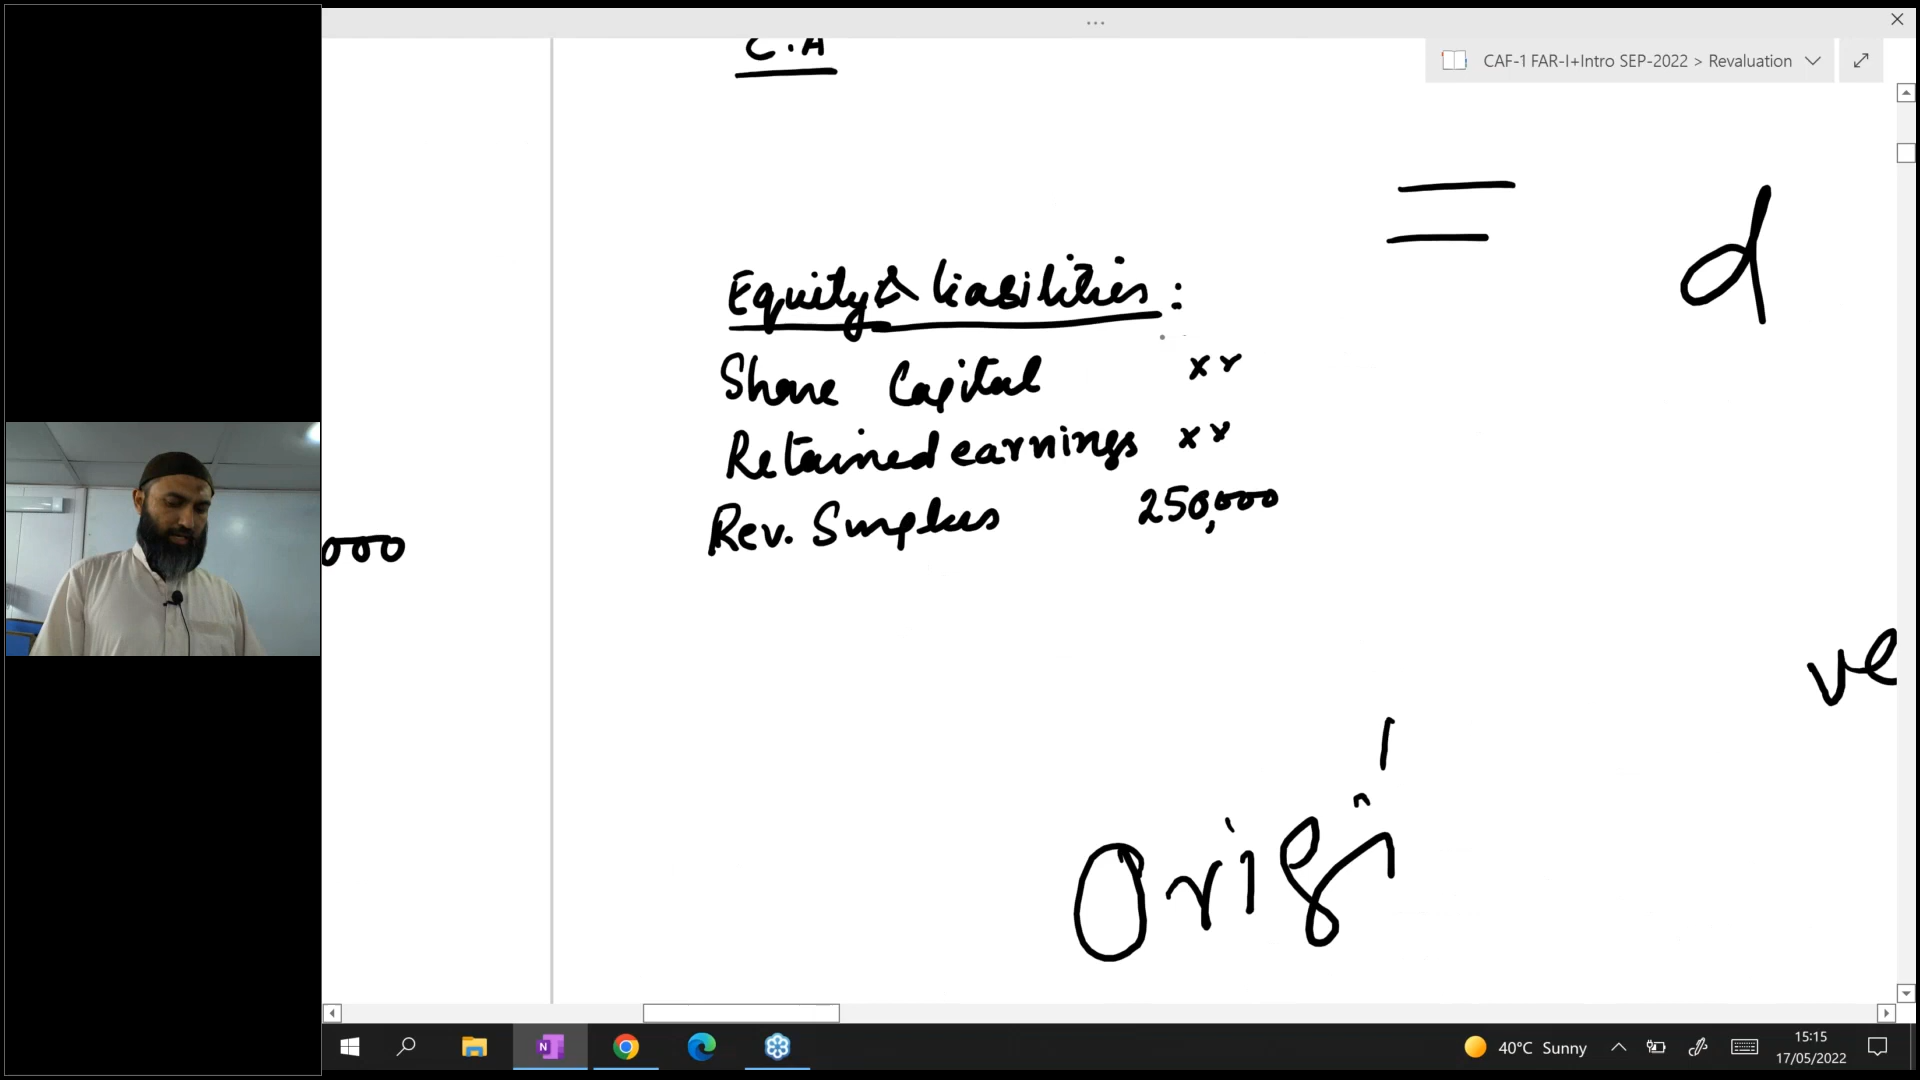 C.A
CAF-1 FAR-I+Intro SEP-2022 > Revaluation
d
Equity & liabilities :
Share Capital xx
Retained earnings xx
Rev. Surplus 250,000
000
ve
Origi
40°C Sunny
15:15
17/05/2022